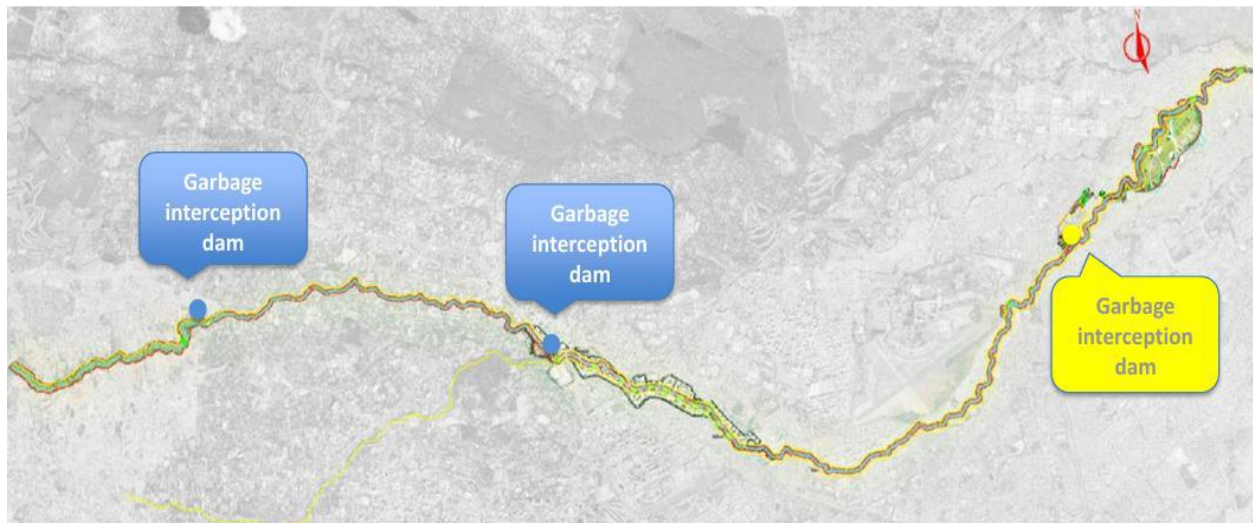 N
Garbage
interception
dam
Garbage
interception
dam
Garbage
interception
dam